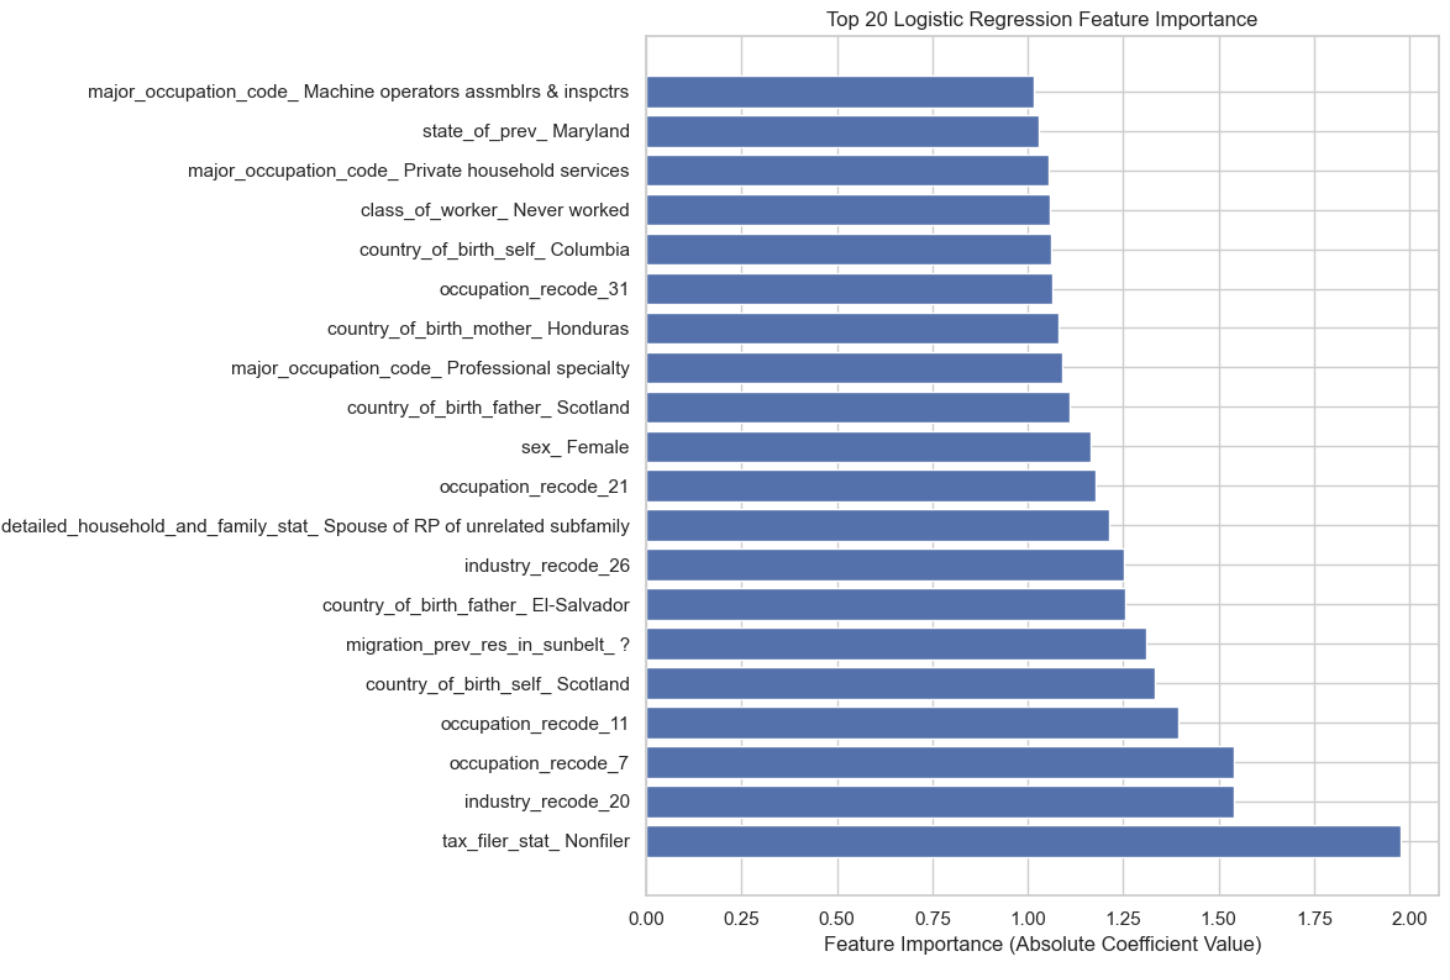 Top 20 Logistic Regression Feature Importance
major_occupation_code_ Machine operators assmblrs & inspctrs
state_of_prev_ Maryland
major_occupation_code_ Private household services
class_of_worker_ Never worked
country_of_birth_self_ Columbia
occupation_recode_31
country_of_birth_mother_ Honduras
major_occupation_code_ Professional specialty
country_of_birth_father_ Scotland
sex_ Female
occupation_recode_21
detailed_household_and_family_stat_ Spouse of RP of unrelated subfamily
industry_recode_26
country_of_birth_father_ El-Salvador
migration_prev_res_in_sunbelt_ ?
country_of_birth_self_ Scotland
occupation_recode_11
occupation_recode_7
industry_recode_20
tax_filer_stat_ Nonfiler
0.00 0.25 0.50 0.75 1.00 1.25 1.50 1.75 2.00
Feature Importance (Absolute Coefficient Value)